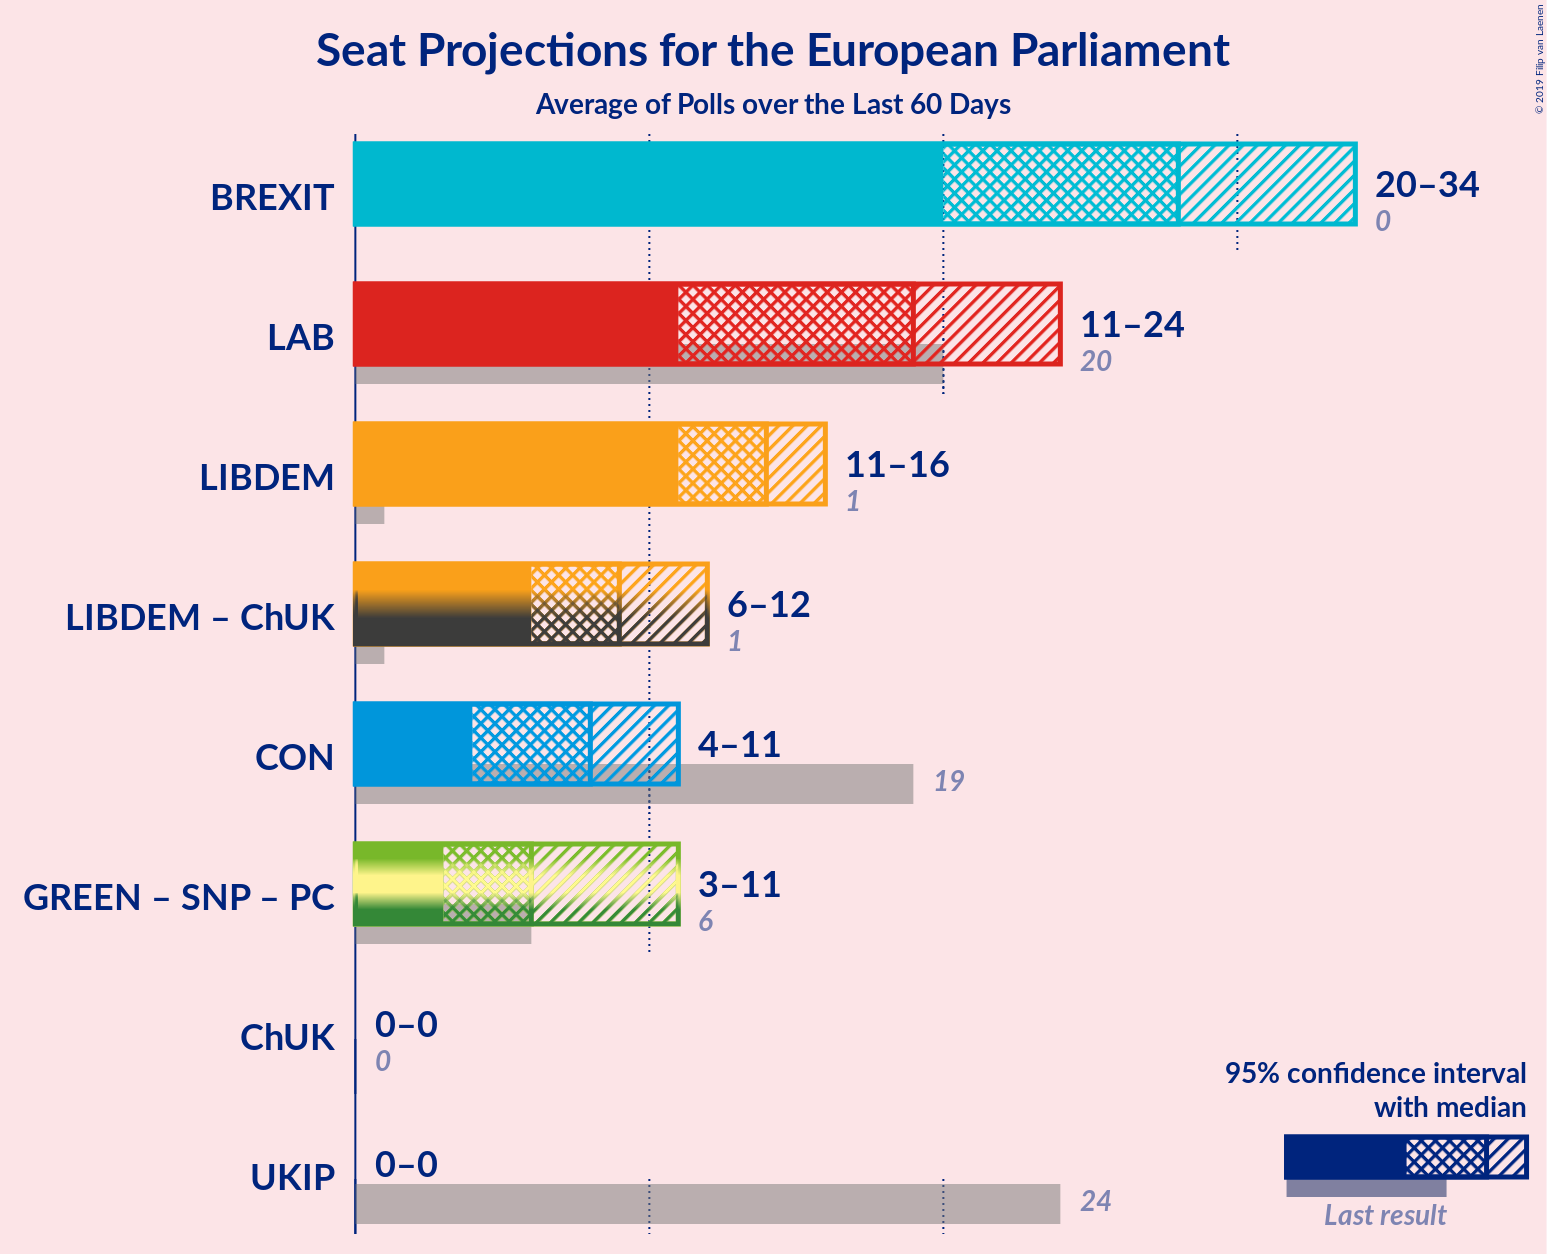 Seat Projections for the European Parliament
Average of Polls over the Last 60 Days
© 2019 Filip van Laenen
BREXIT
20–34
0
LAB
11–24
20
LIBDEM
11–16
1
LIBDEM – ChUK
6–12
1
CON
4–11
19
GREEN – SNP – PC
3–11
6
ChUK
0–0
0
UKIP
0–0
24
95% confidence interval
with median
Last result